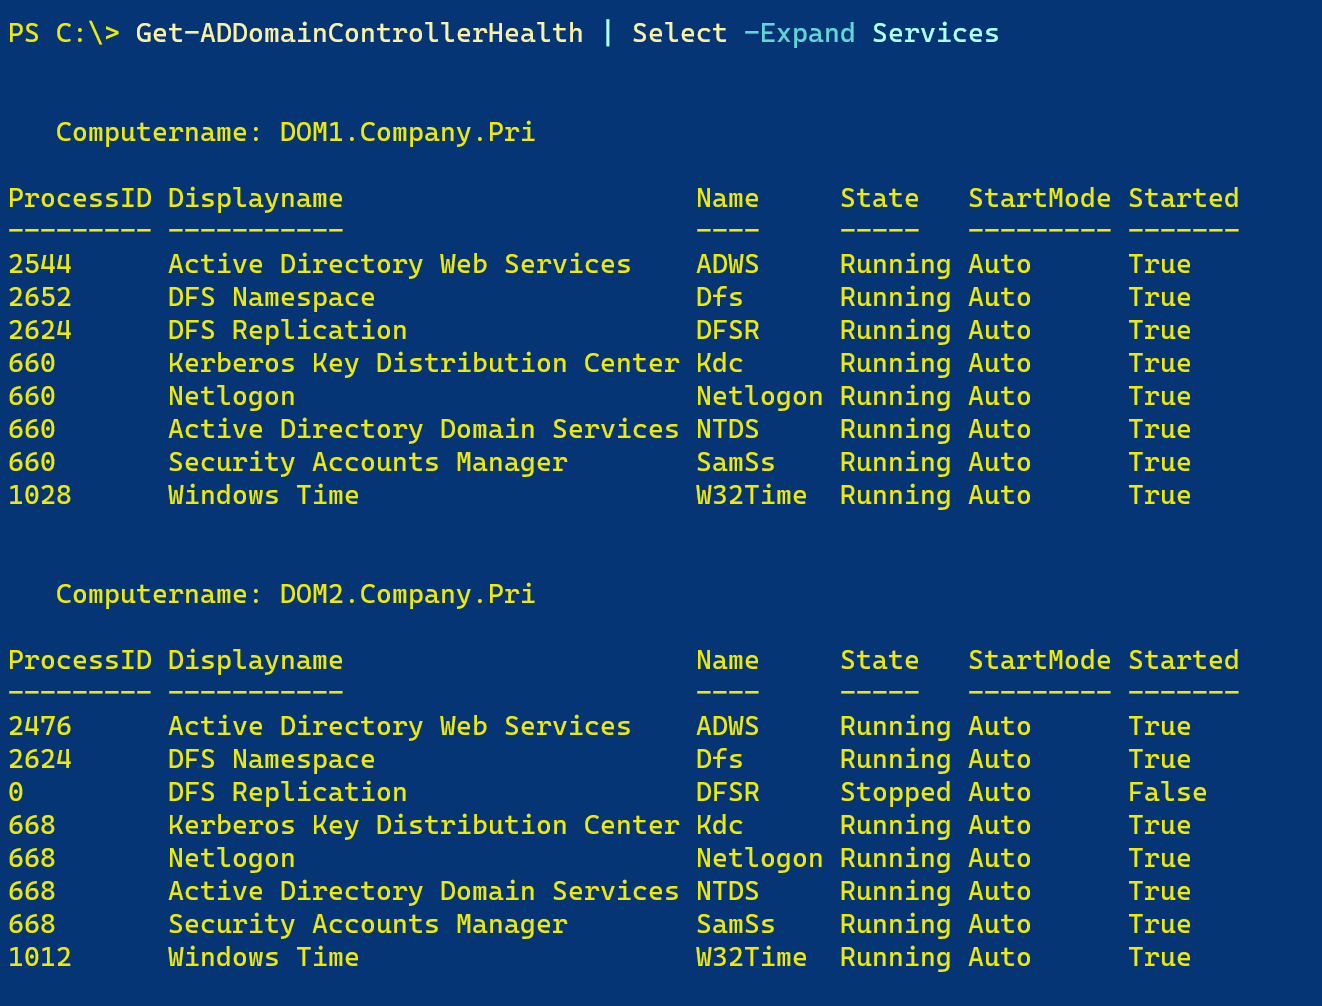 PS C:\> Get-ADDomainControllerHealth | Select -Expand Services
Computername: DOM1.Company.Pri
ProcessID Displayname                      Name     State   StartMode Started
--------- -----------                      ----     -----   --------- -------
2544      Active Directory Web Services    ADWS     Running Auto      True
2652      DFS Namespace                    Dfs      Running Auto      True
2624      DFS Replication                  DFSR     Running Auto      True
660       Kerberos Key Distribution Center Kdc      Running Auto      True
660       Netlogon                         Netlogon Running Auto      True
660       Active Directory Domain Services NTDS     Running Auto      True
660       Security Accounts Manager        SamSs    Running Auto      True
1028      Windows Time                     W32Time  Running Auto      True
Computername: DOM2.Company.Pri
ProcessID Displayname                      Name     State   StartMode Started
--------- -----------                      ----     -----   --------- -------
2476      Active Directory Web Services    ADWS     Running Auto      True
2624      DFS Namespace                    Dfs      Running Auto      True
0         DFS Replication                  DFSR     Stopped Auto      False
668       Kerberos Key Distribution Center Kdc      Running Auto      True
668       Netlogon                         Netlogon Running Auto      True
668       Active Directory Domain Services NTDS     Running Auto      True
668       Security Accounts Manager        SamSs    Running Auto      True
1012      Windows Time                     W32Time  Running Auto      True